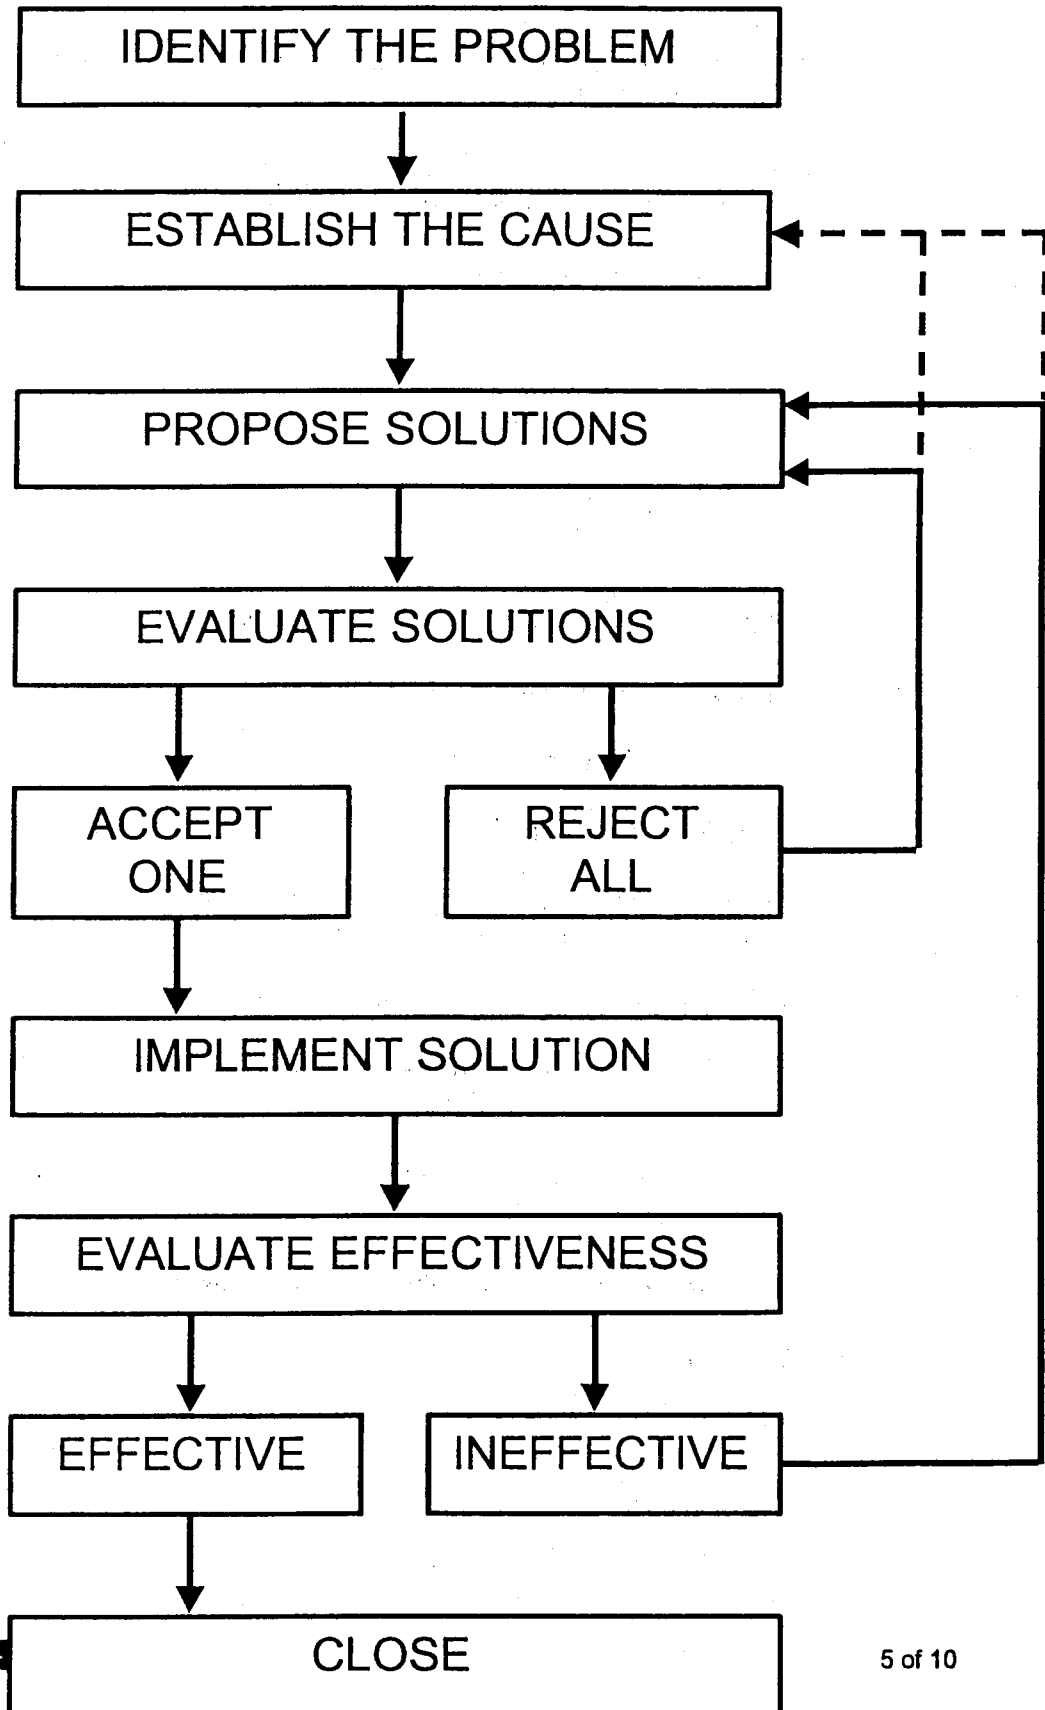 IDENTIFY THE PROBLEM
ESTABLISH THE CAUSE
PROPOSE SOLUTIONS
EVALUATE SOLUTIONS
ACCEPT
ONE
REJECT
ALL
IMPLEMENT SOLUTION
EVALUATE EFFECTIVENESS
EFFECTIVE
INEFFECTIVE
CLOSE
5 of 10